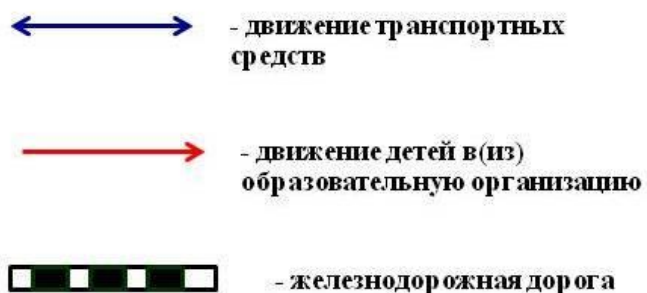 - движение транспортных
средств
- движение детей в(из)
образовательную организацию
- железнодорожная дорога